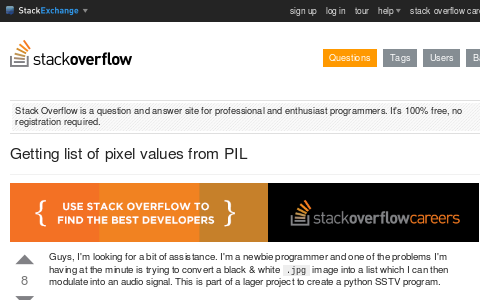 StackExchange sign up log in tour help stack overflow care
stackoverflow Questions Tags Users
Stack Overflow is a question and answer site for professional and enthusiast programmers. It's 100% free, no
registration required.
Getting list of pixel values from PIL
{ USE STACK OVERFLOW TO
FIND THE BEST DEVELOPERS }
stackoverflowcareers
Guys, I'm looking for a bit of assistance. I'm a newbie programmer and one of the problems I'm
having at the minute is trying to convert a black & white .jpg image into a list which I can then
8 modulate into an audio signal. This is part of a lager project to create a python SSTV program.